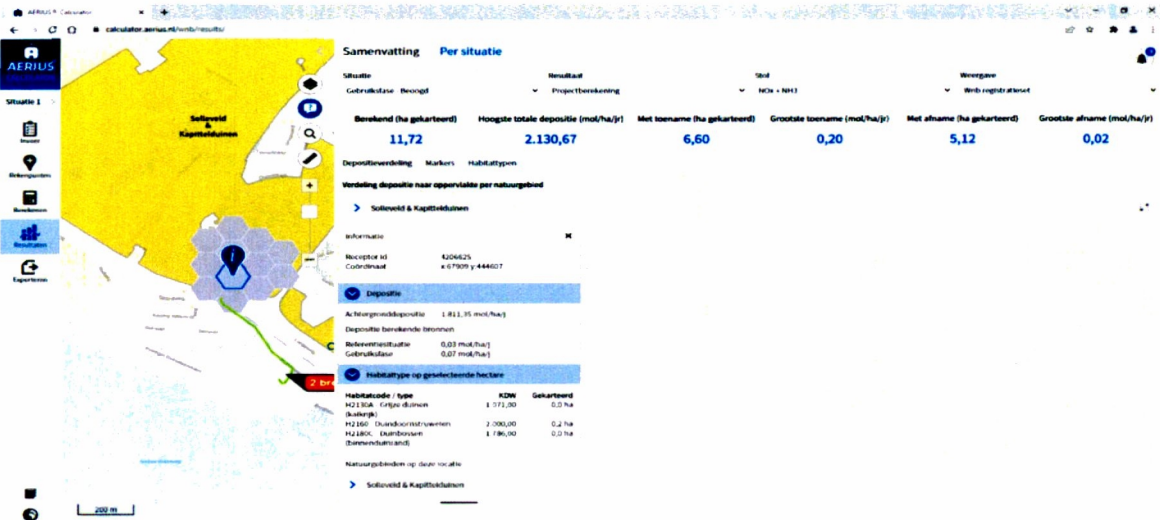 AERIUS® Calculator
calculator.aerius.nl/wnb/results/
AERIUS
CALCULATOR
Situatie 1
Invoer
Rekenpunten
Berekenen
Resultaten
Exporteren
Solleveld
&
Kapittelduinen
2 bro
200 m
Samenvatting Per situatie
Situatie Resultaat Stof Weergave
Gebruiksfase Beoogd Projectberekening NOx + NH3 Wnb registratieset
Berekend (ha gekarteerd) Hoogste totale depositie (mol/ha/jr) Met toename (ha gekarteerd) Grootste toename (mol/ha/jr) Met afname (ha gekarteerd) Grootste afname (mol/ha/jr)
11,72 2.130,67 6,60 0,20 5,12 0,02
Depositieverdeling Markers Habitattypen
Verdeling depositie naar oppervlakte per natuurgebied
Solleveld & Kapittelduinen
Informatie
Receptor id 4206625
Coördinaat x:67909 y:444607
Depositie
Achtergronddepositie 1.811,35 mol/ha/j
Depositie berekende bronnen
Referentiesituatie 0,03 mol/ha/j
Gebruiksfase 0,07 mol/ha/j
Habitattype op geselecteerde hectare
Habitatcode / type KDW Gekarteerd
H2130A Grijze duinen 1.071,00 0,0 ha
(kalkrijk)
H2160 Duindoornstruwelen 2.000,00 0,2 ha
H2180C Duinbossen 1.786,00 0,0 ha
(binnenduinrand)
Natuurgebieden op deze locatie
Solleveld & Kapittelduinen